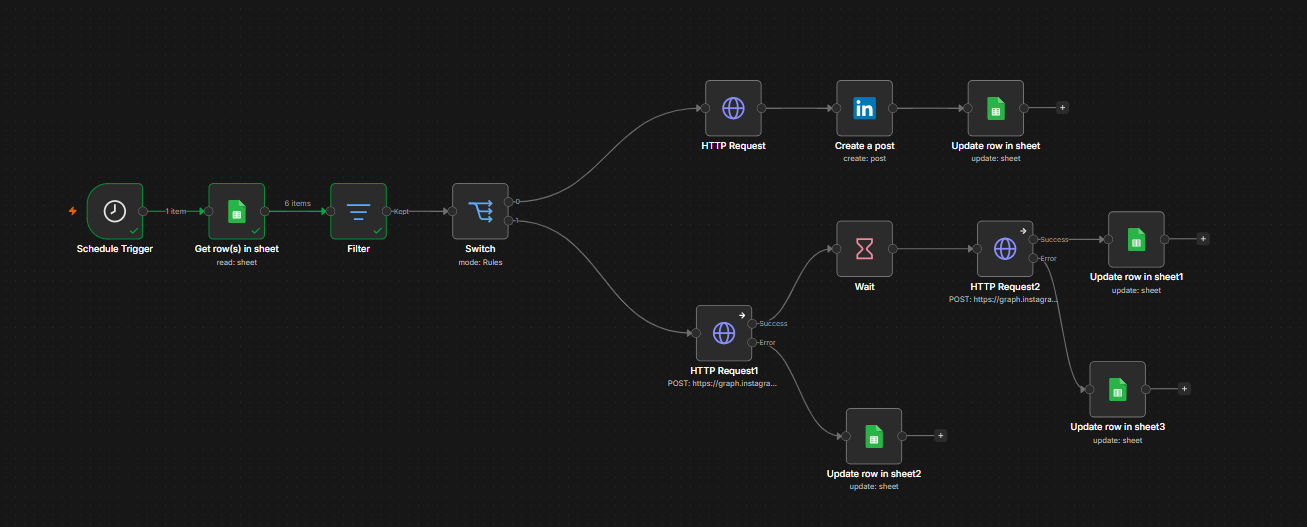 HTTP Request
in
Create a post
create: post
Update row in sheet
update: sheet
+
1 item
6 items
Kept
0
1
Schedule Trigger
Get row(s) in sheet
read: sheet
Filter
Switch
mode: Rules
Wait
Success
Error
HTTP Request2
POST: https://graph.instagra...
+
Update row in sheet1
update: sheet
Success
Error
HTTP Request1
POST: https://graph.instagra...
+
Update row in sheet3
update: sheet
+
Update row in sheet2
update: sheet